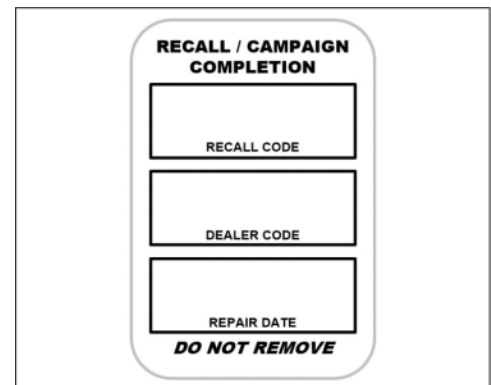 RECALL / CAMPAIGN
COMPLETION
RECALL CODE
DEALER CODE
REPAIR DATE
DO NOT REMOVE